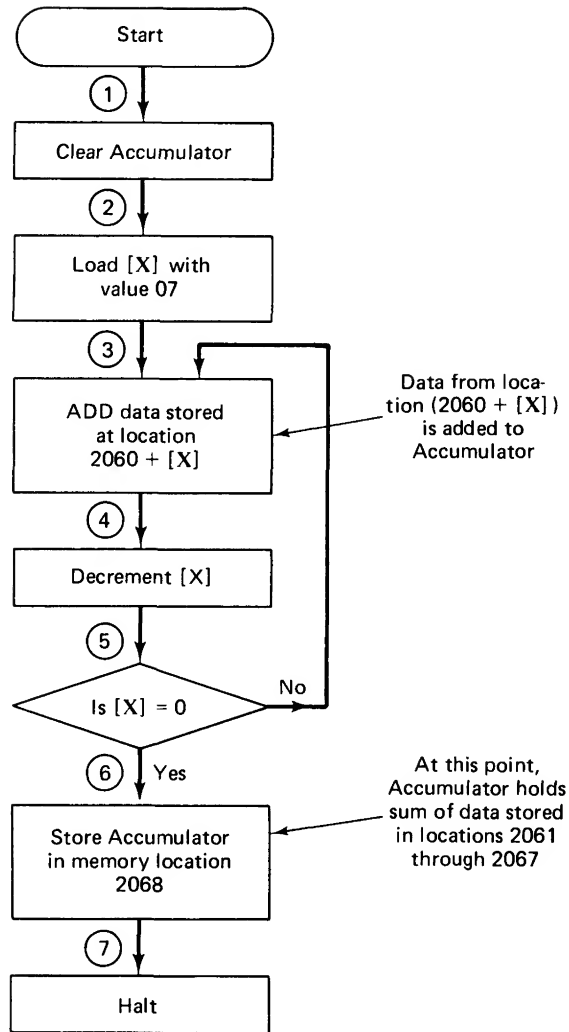 Start
1
Clear Accumulator
2
Load [X] with
value 07
3
ADD data stored
at location
2060 + [X]
Data from loca-
tion (2060 + [X])
is added to
Accumulator
4
Decrement [X]
5
Is [X] = 0
No
6
Yes
Store Accumulator
in memory location
2068
At this point,
Accumulator holds
sum of data stored
in locations 2061
through 2067
7
Halt